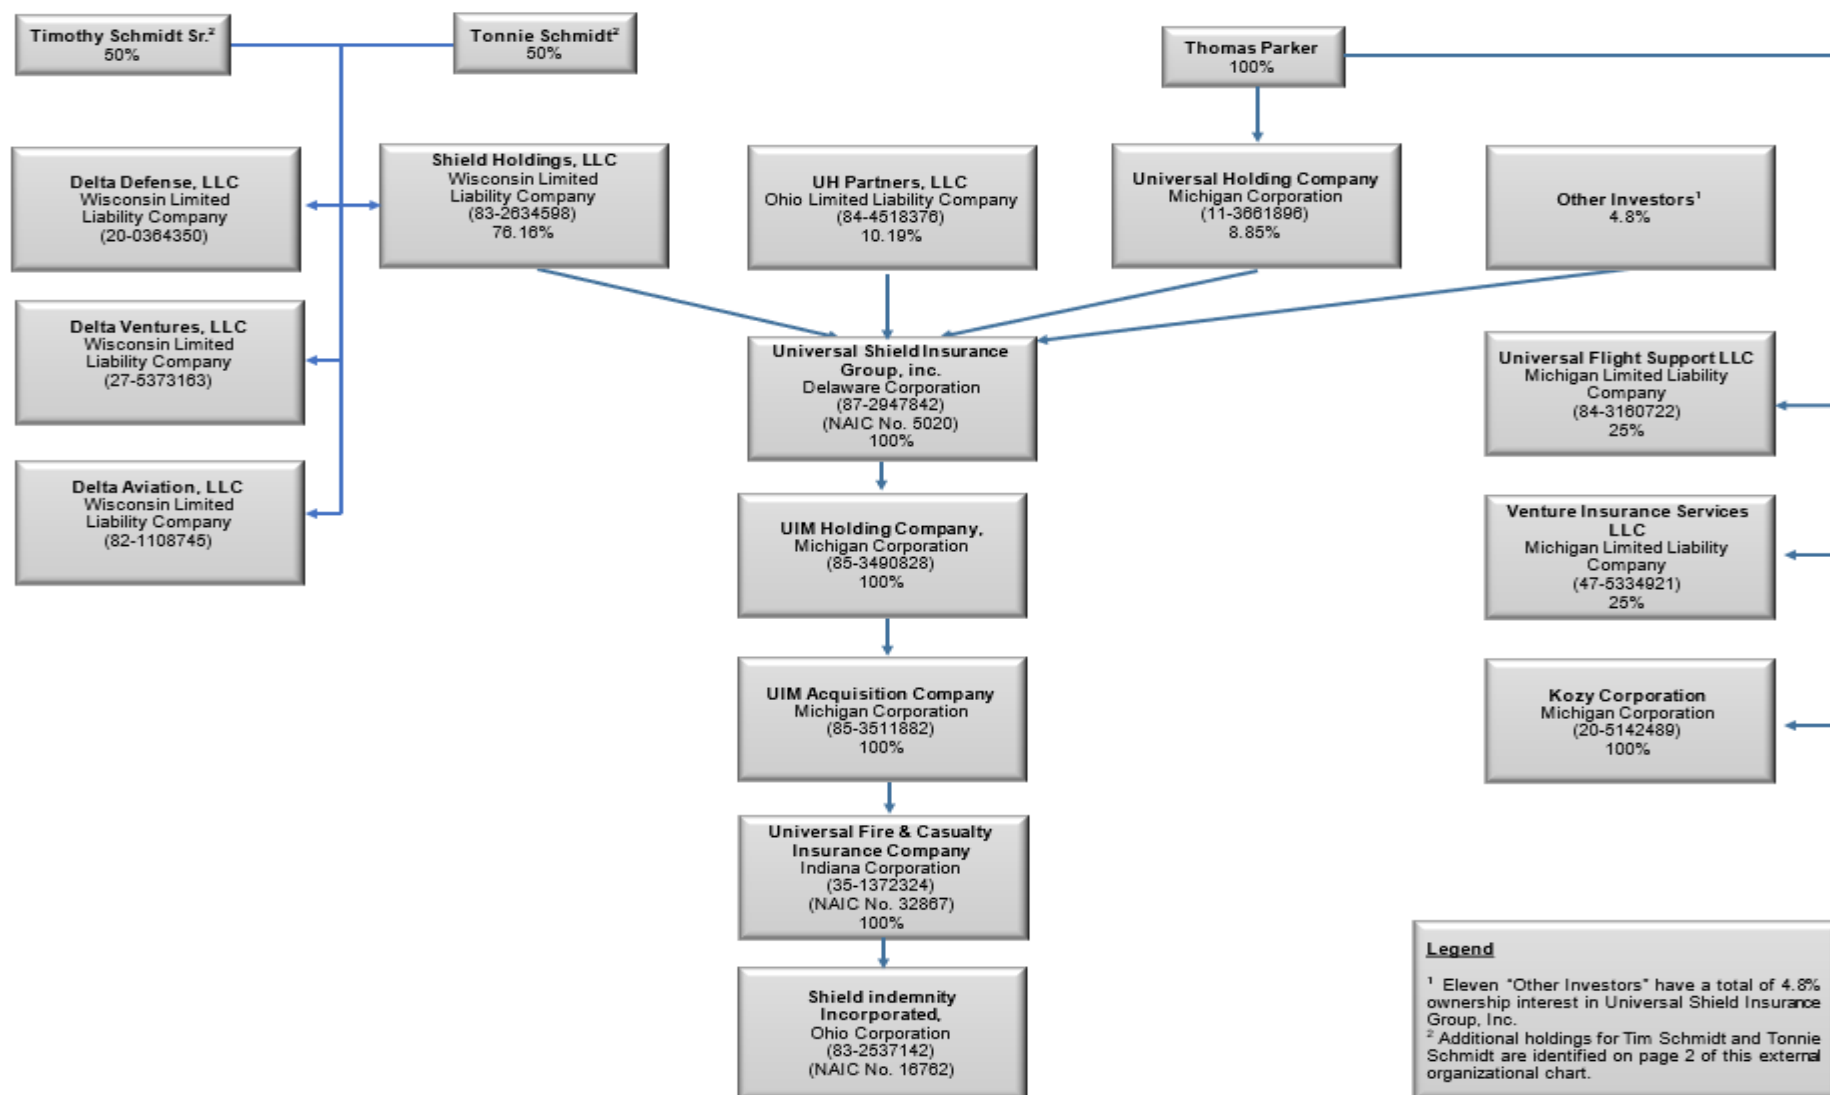 Timothy Schmidt Sr.²
50%
Tonnie Schmidt²
50%
Thomas Parker
100%
Delta Defense, LLC
Wisconsin Limited
Liability Company
(20-0364350)
Shield Holdings, LLC
Wisconsin Limited
Liability Company
(83-2634598)
76.16%
UH Partners, LLC
Ohio Limited Liability Company
(84-4518376)
10.19%
Universal Holding Company
Michigan Corporation
(11-3661896)
8.85%
Other Investors¹
4.8%
Delta Ventures, LLC
Wisconsin Limited
Liability Company
(27-5373163)
Universal Shield Insurance
Group, inc.
Delaware Corporation
(87-2947842)
(NAIC No. 5020)
100%
Universal Flight Support LLC
Michigan Limited Liability
Company
(84-3160722)
25%
Delta Aviation, LLC
Wisconsin Limited
Liability Company
(82-1108745)
UIM Holding Company,
Michigan Corporation
(85-3490828)
100%
Venture Insurance Services
LLC
Michigan Limited Liability
Company
(47-5334921)
25%
UIM Acquisition Company
Michigan Corporation
(85-3511882)
100%
Kozy Corporation
Michigan Corporation
(20-5142489)
100%
Universal Fire & Casualty
Insurance Company
Indiana Corporation
(35-1372324)
(NAIC No. 32867)
100%
Shield indemnity
Incorporated,
Ohio Corporation
(83-2537142)
(NAIC No. 16762)
Legend
¹ Eleven "Other Investors" have a total of 4.8%
ownership interest in Universal Shield Insurance
Group, Inc.
² Additional holdings for Tim Schmidt and Tonnie
Schmidt are identified on page 2 of this external
organizational chart.